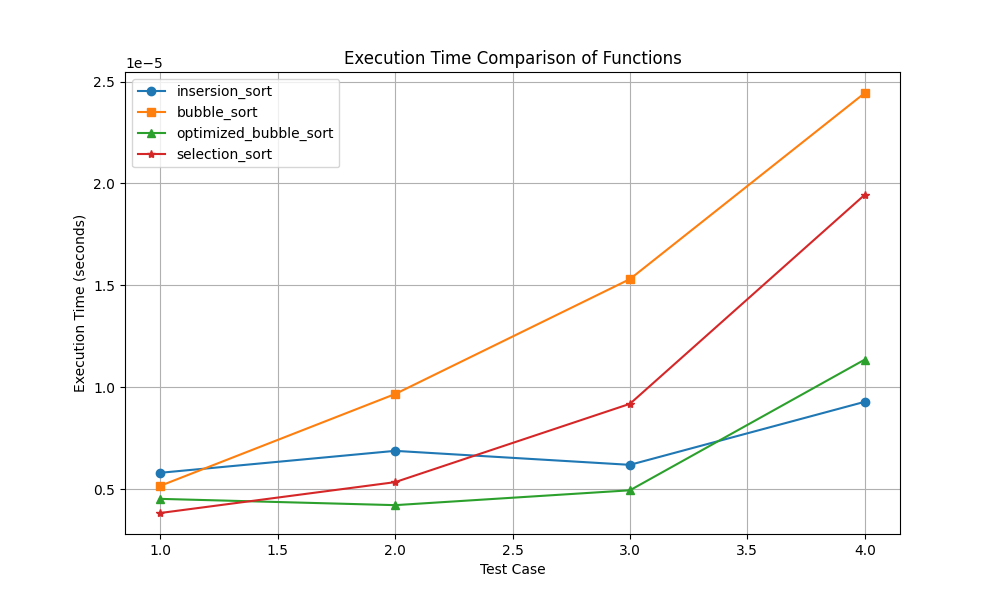 Execution Time Comparison of Functions
1e−5
2.5
2.0
1.5
1.0
0.5
Execution Time (seconds)
insersion_sort
bubble_sort
optimized_bubble_sort
selection_sort
1.0 1.5 2.0 2.5 3.0 3.5 4.0
Test Case